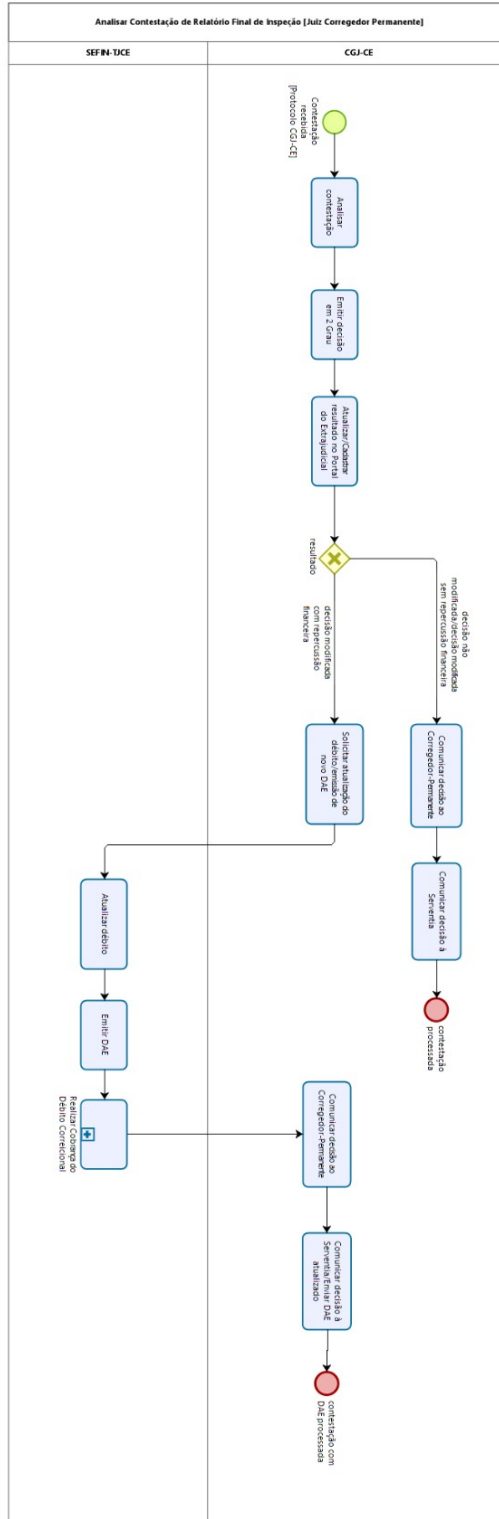 Analisar Contestação de Relatório Final de Inspeção [Juiz Corregedor Permanente]
SEFIN-TJCE
CGJ-CE
Contestação
recebida
[Protocolo CGJ-CE]
Analisar
contestação
Emitir decisão
em 2 Grau
Atualizar/Cadastrar
resultado no Portal
do Extrajudicial
resultado
decisão não
modificada/decisão modificada
sem repercussão financeira
decisão modificada
com repercussão
financeira
Comunicar decisão ao
Corregedor-Permanente
Comunicar decisão à
Serventia
contestação
processada
Solicitar atualização do
débito/emissão de
novo DAE
Atualizar débito
Emitir DAE
Realizar Cobrança do
Débito Correicional
Comunicar decisão ao
Corregedor-Permanente
Comunicar decisão à
Serventia/Enviar DAE
atualizado
contestação com
DAE processada